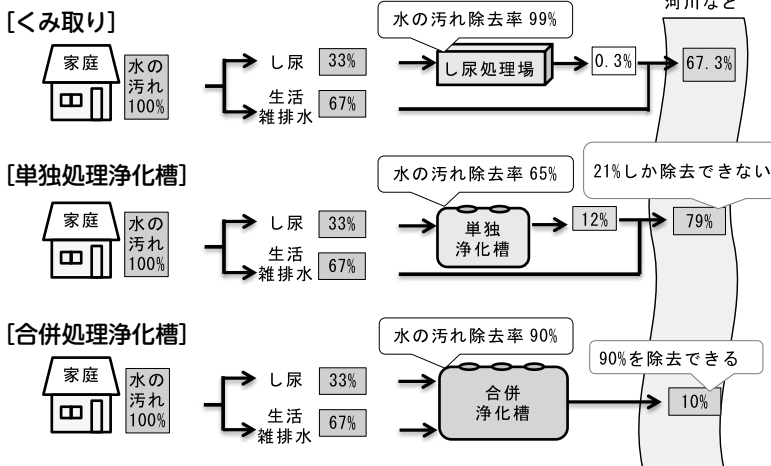 河川など
[くみ取り]
水の汚れ除去率 99%
家庭
水の
汚れ
100%
し尿
33%
し尿処理場
0.3%
67.3%
生活
雑排水
67%
[単独処理浄化槽]
水の汚れ除去率 65%
21%しか除去できない
家庭
水の
汚れ
100%
し尿
33%
単独
浄化槽
12%
79%
生活
雑排水
67%
[合併処理浄化槽]
水の汚れ除去率 90%
90%を除去できる
家庭
水の
汚れ
100%
し尿
33%
合併
浄化槽
10%
生活
雑排水
67%